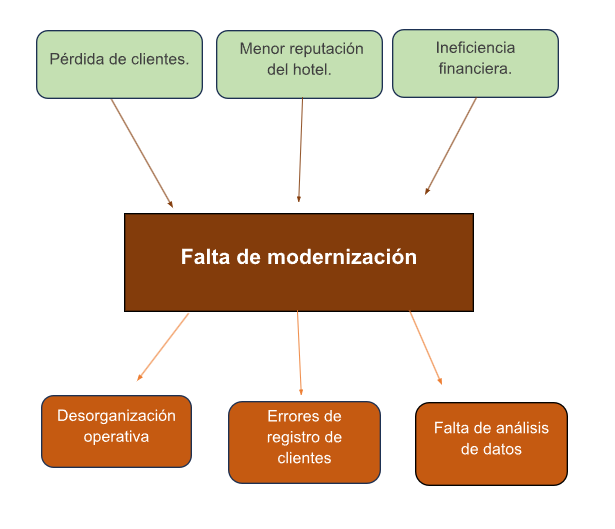 Pérdida de clientes.
Menor reputación
del hotel.
Ineficiencia
financiera.
Falta de modernización
Desorganización
operativa
Errores de
registro de
clientes
Falta de análisis
de datos